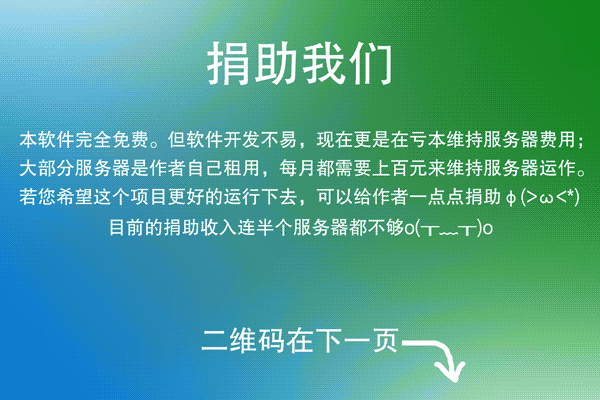 捐助我们
本软件完全免费。但软件开发不易，现在更是在亏本维持服务器费用；
大部分服务器是作者自己租用，每月都需要上百元来维持服务器运作。
若您希望这个项目更好的运行下去，可以给作者一点点捐助φ(>ω<*)
目前的捐助收入连半个服务器都不够o(╥﹏╥)o
二维码在下一页